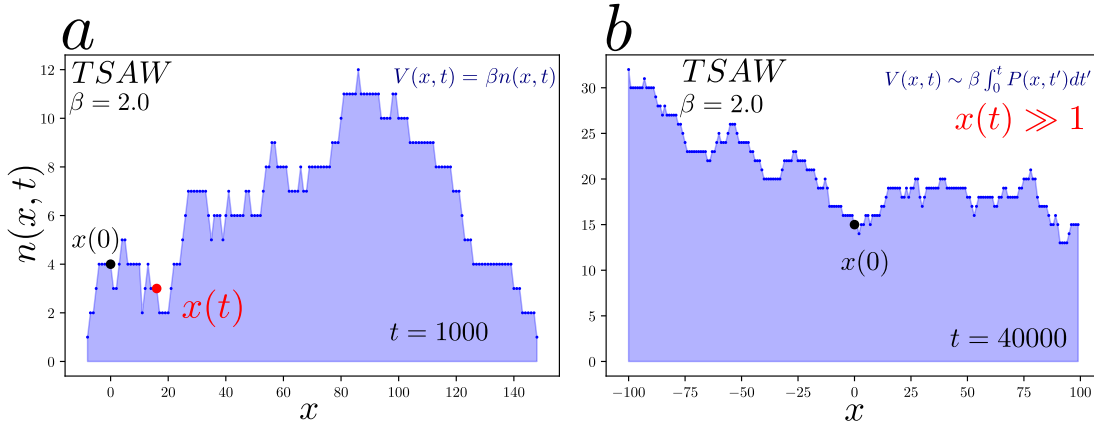 a
TSAW
β = 2.0
V(x, t) = βn(x, t)
x(0)
x(t)
t = 1000
n(x, t)
12
10
8
6
4
2
0
0 20 40 60 80 100 120 140
x
b
TSAW
β = 2.0
V(x, t) ∼ β ∫₀ᵗ P(x, t′)dt′
x(t) ≫ 1
x(0)
t = 40000
30
25
20
15
10
5
0
−100 −75 −50 −25 0 25 50 75 100
x